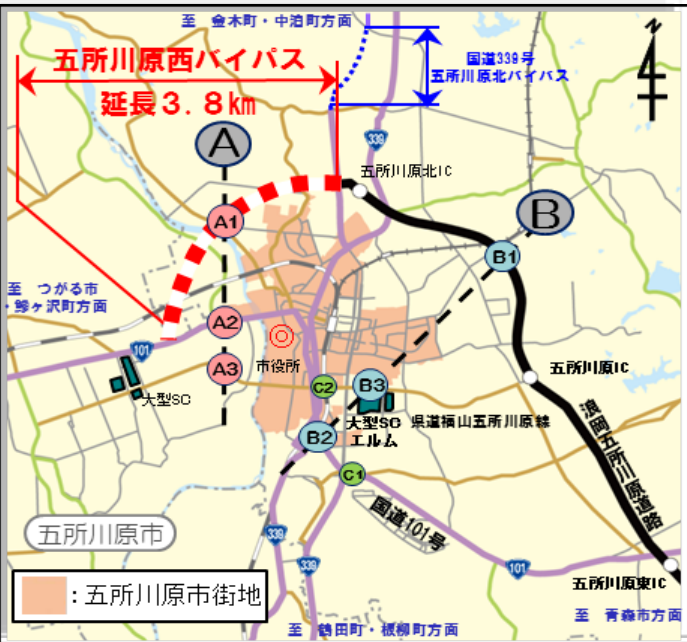 至 金木町・中泊町方面
五所川原西バイパス
延長3.8km
国道339号
五所川原北バイパス
N
A
339
五所川原北IC
B
A1
B1
至 つがる市
・鰺ヶ沢町方面
A2
101
市役所
A3
大型SC
C2
B3
五所川原IC
大型SC
エルム
県道福山五所川原線
B2
C1
浪岡五所川原道路
国道101号
五所川原市
339
339
101
五所川原東IC
:五所川原市街地
至 青森市方面
至 鶴田町・板柳町方面